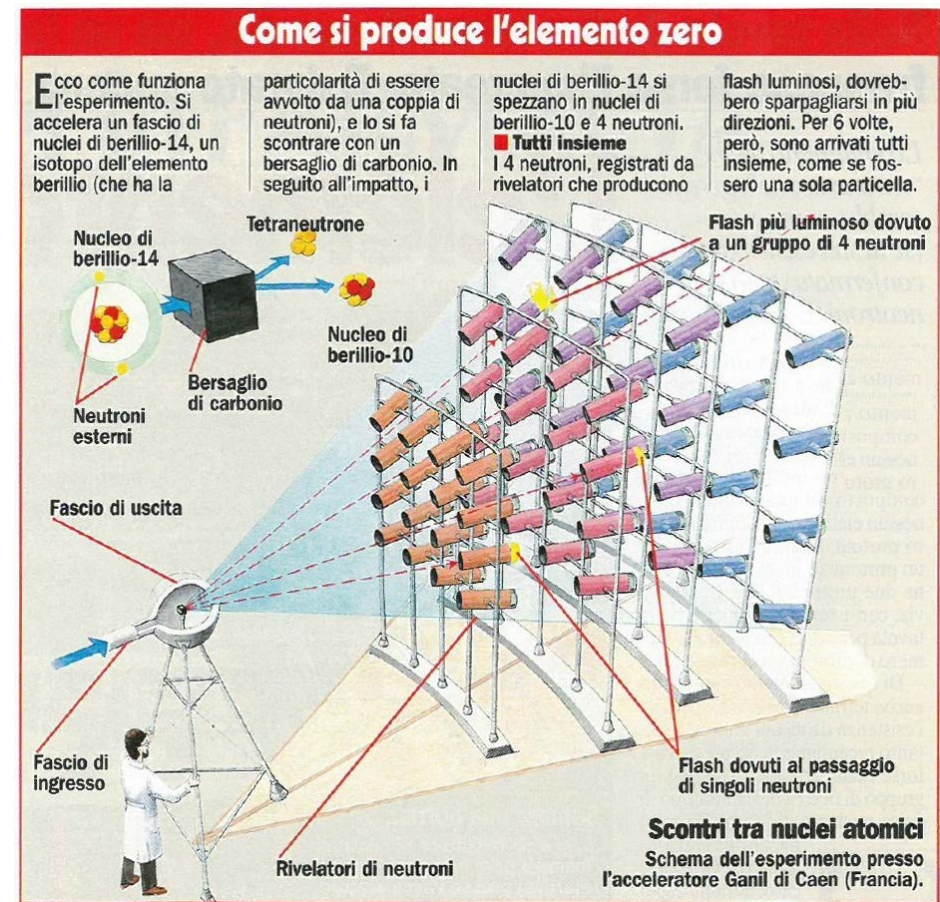 Come si produce l'elemento zero
Ecco come funziona
l'esperimento. Si
accelera un fascio di
nuclei di berillio-14, un
isotopo dell'elemento
berillio (che ha la
particolarità di essere
avvolto da una coppia di
neutroni), e lo si fa
scontrare con un
bersaglio di carbonio. In
seguito all'impatto, i
nuclei di berillio-14 si
spezzano in nuclei di
berillio-10 e 4 neutroni.
■ Tutti insieme
I 4 neutroni, registrati da
rivelatori che producono
flash luminosi, dovreb-
bero sparpagliarsi in più
direzioni. Per 6 volte,
però, sono arrivati tutti
insieme, come se fos-
sero una sola particella.
Nucleo di
berillio-14
Tetraneutrone
Flash più luminoso dovuto
a un gruppo di 4 neutroni
Nucleo di
berillio-10
Bersaglio
di carbonio
Neutroni
esterni
Fascio di uscita
Fascio di
ingresso
Rivelatori di neutroni
Flash dovuti al passaggio
di singoli neutroni
Scontri tra nuclei atomici
Schema dell'esperimento presso
l'acceleratore Ganil di Caen (Francia).